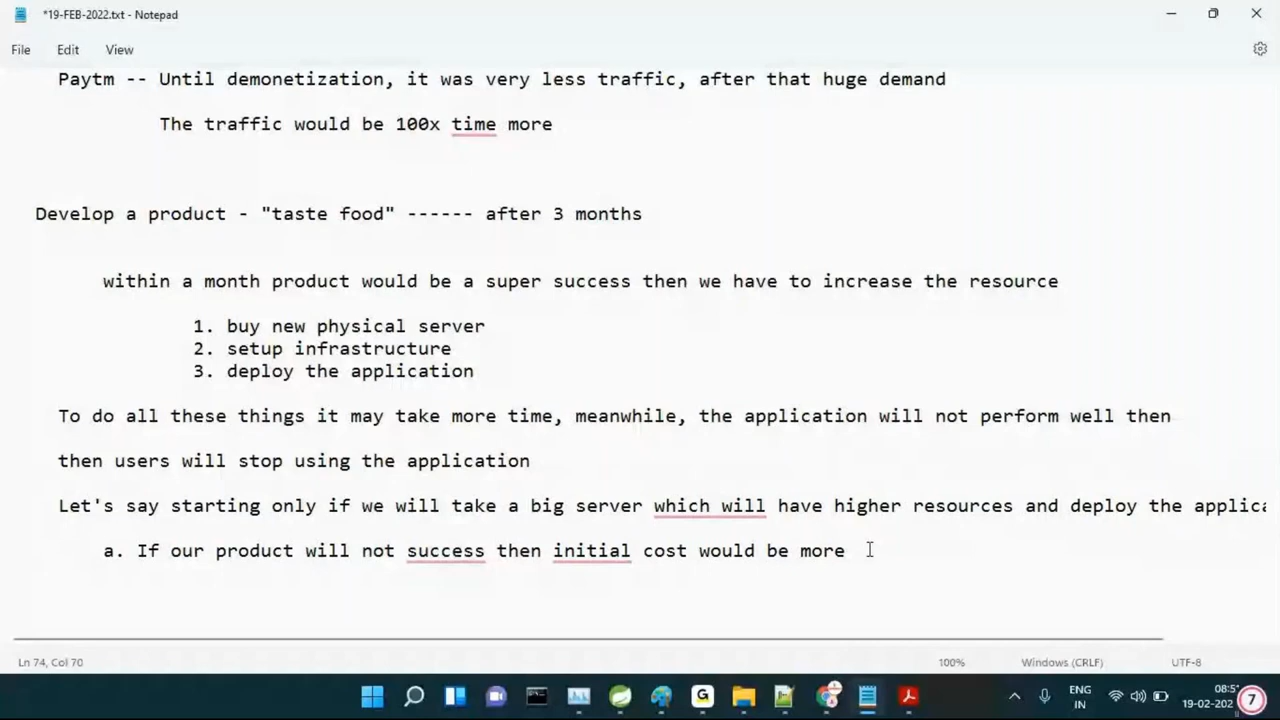 *19-FEB-2022.txt - Notepad
File Edit View
Paytm -- Until demonetization, it was very less traffic, after that huge demand
The traffic would be 100x time more
Develop a product - "taste food" ------ after 3 months
within a month product would be a super success then we have to increase the resource
1. buy new physical server
2. setup infrastructure
3. deploy the application
To do all these things it may take more time, meanwhile, the application will not perform well then
then users will stop using the application
Let's say starting only if we will take a big server which will have higher resources and deploy the
a. If our product will not success then initial cost would be more
Ln 74, Col 70 100% Windows (CRLF) UTF-8
G ENG
IN
7